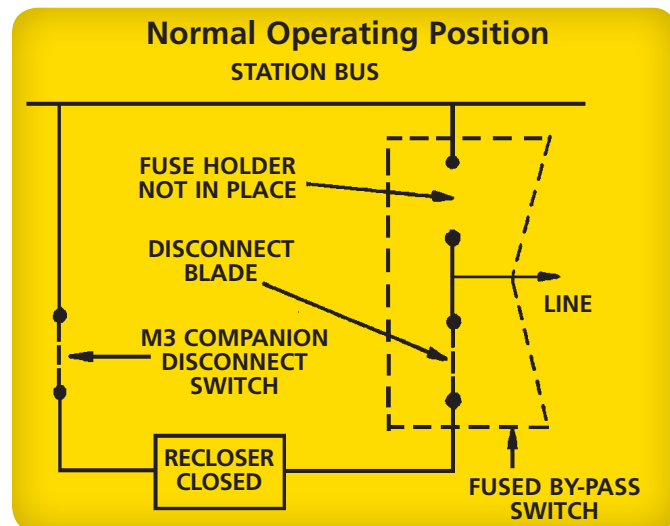 Normal Operating Position
STATION BUS
FUSE HOLDER
NOT IN PLACE
DISCONNECT
BLADE
LINE
M3 COMPANION
DISCONNECT
SWITCH
RECLOSER
CLOSED
FUSED BY-PASS
SWITCH